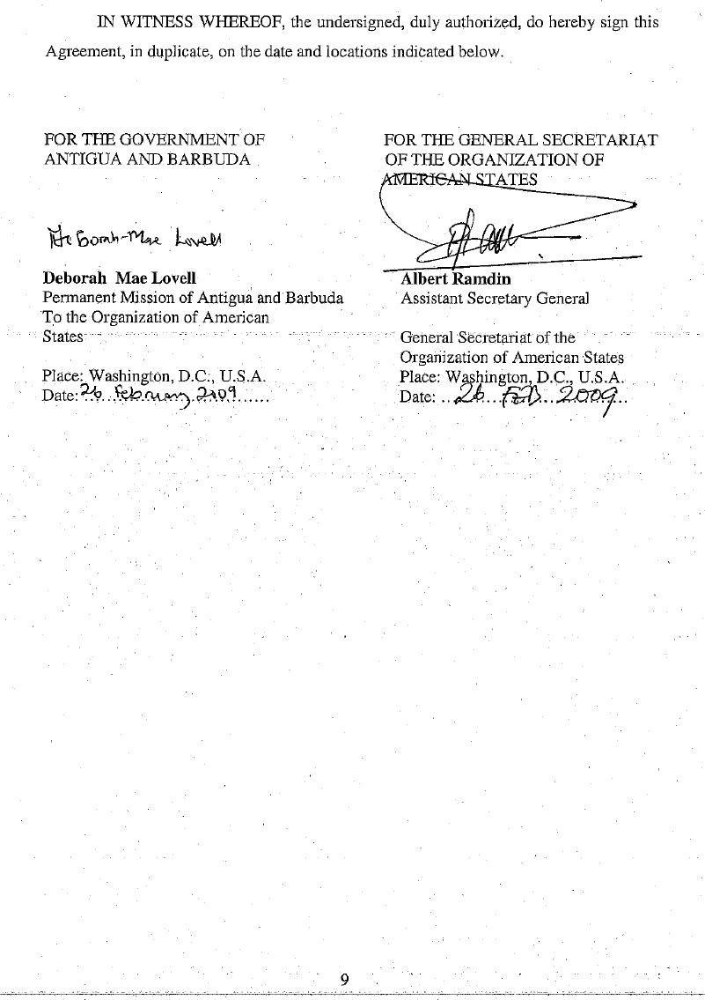 IN WITNESS WHEREOF, the undersigned, duly authorized, do hereby sign this
Agreement, in duplicate, on the date and locations indicated below.
FOR THE GOVERNMENT OF
ANTIGUA AND BARBUDA
Deborah-Mae Lovell
Deborah Mae Lovell
Permanent Mission of Antigua and Barbuda
To the Organization of American
States
Place: Washington, D.C., U.S.A.
Date: 26 February 2009
FOR THE GENERAL SECRETARIAT
OF THE ORGANIZATION OF
AMERICAN STATES
Albert Ramdin
Assistant Secretary General
General Secretariat of the
Organization of American States
Place: Washington, D.C., U.S.A.
Date: 26 FEB 2009
9